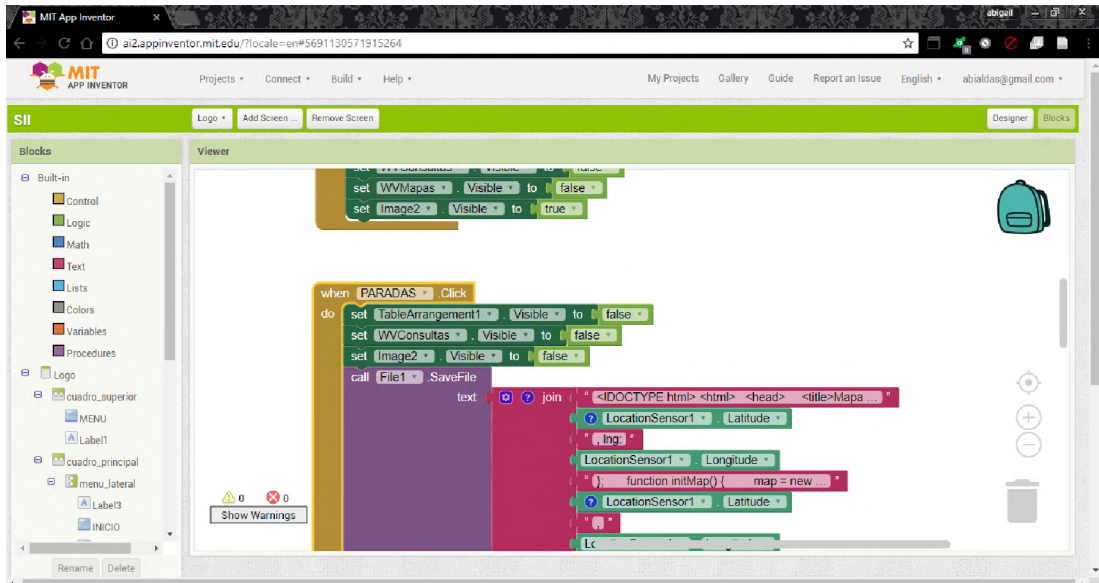 MIT App Inventor
abigail
ai2.appinventor.mit.edu/?locale=en#5691130571915264
MIT
APP INVENTOR
Projects Connect Build Help My Projects Gallery Guide Report an Issue English abialdas@gmail.com
SII Logo Add Screen ... Remove Screen Designer Blocks
Blocks Viewer
Built-in
Control
Logic
Math
Text
Lists
Colors
Variables
Procedures
Logo
cuadro_superior
MENU
Label1
cuadro_principal
menu_lateral
Label3
INICIO
Rename Delete
set WVConsultas . Visible to false
set WVMapas . Visible to false
set Image2 . Visible to true
when PARADAS .Click
do set TableArrangement1 . Visible to false
set WVConsultas . Visible to false
set Image2 . Visible to false
call File1 .SaveFile
text join " <!DOCTYPE html> <html> <head> <title>Mapa ... "
LocationSensor1 . Latitude
" , lng: "
LocationSensor1 . Longitude
" }; function initMap() { map = new ... "
LocationSensor1 . Latitude
" , "
0 0
Show Warnings